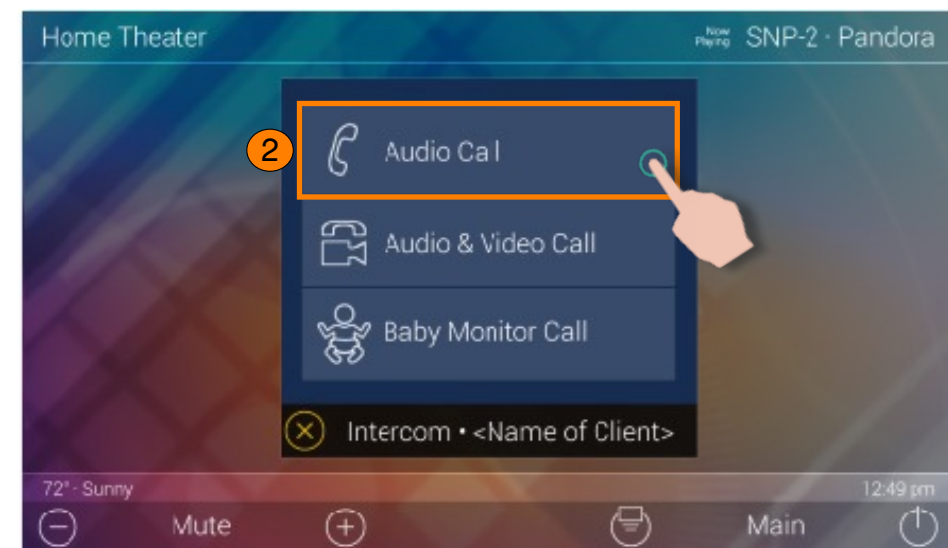 Home Theater
Now Playing SNP-2 · Pandora
2
Audio Call
Audio & Video Call
Baby Monitor Call
Intercom • <Name of Client>
72° - Sunny
12:49 pm
Mute
Main